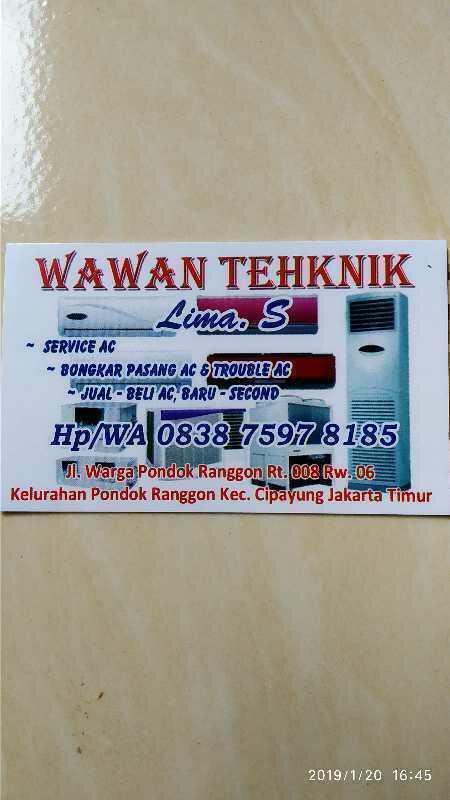 WAWAN TEHKNIK
Lima. S
~ SERVICE AC
~ BONGKAR PASANG AC & TROUBLE AC
~ JUAL - BELI AC, BARU - SECOND
Hp/WA 0838 7597 8185
Jl. Warga Pondok Ranggon Rt. 008 Rw. 06
Kelurahan Pondok Ranggon Kec. Cipayung Jakarta Timur
2019/1/20 16:45